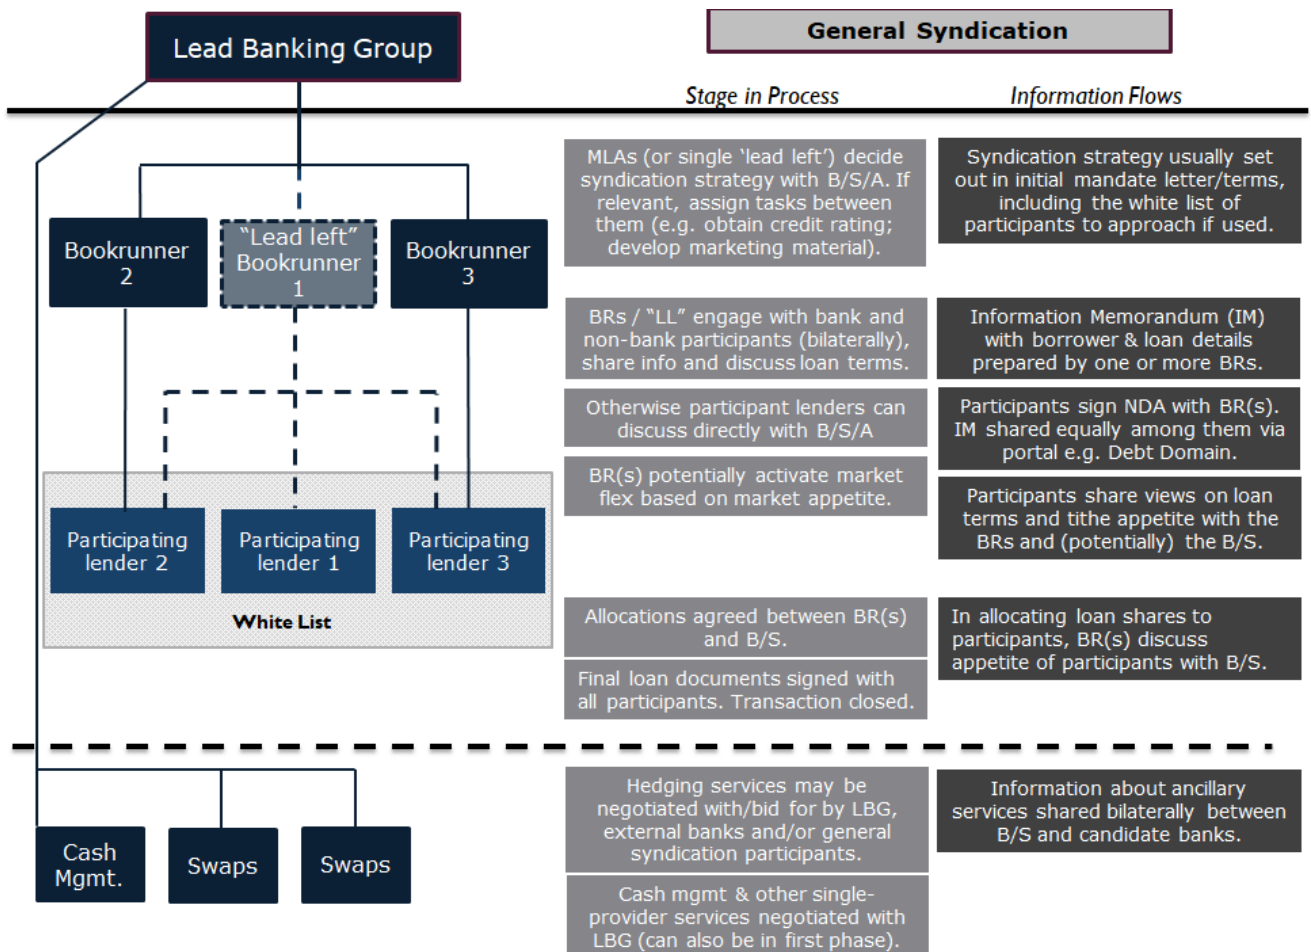 Lead Banking Group
General Syndication
Stage in Process
Information Flows
MLAs (or single ‘lead left’) decide
syndication strategy with B/S/A. If
relevant, assign tasks between
them (e.g. obtain credit rating;
develop marketing material).
Syndication strategy usually set
out in initial mandate letter/terms,
including the white list of
participants to approach if used.
Bookrunner
2
“Lead left”
Bookrunner
1
Bookrunner
3
BRs / “LL” engage with bank and
non-bank participants (bilaterally),
share info and discuss loan terms.
Information Memorandum (IM)
with borrower & loan details
prepared by one or more BRs.
Otherwise participant lenders can
discuss directly with B/S/A
Participants sign NDA with BR(s).
IM shared equally among them via
portal e.g. Debt Domain.
BR(s) potentially activate market
flex based on market appetite.
Participants share views on loan
terms and tithe appetite with the
BRs and (potentially) the B/S.
Participating
lender 2
Participating
lender 1
Participating
lender 3
White List
Allocations agreed between BR(s)
and B/S.
In allocating loan shares to
participants, BR(s) discuss
appetite of participants with B/S.
Final loan documents signed with
all participants. Transaction closed.
Hedging services may be
negotiated with/bid for by LBG,
external banks and/or general
syndication participants.
Information about ancillary
services shared bilaterally between
B/S and candidate banks.
Cash
Mgmt.
Swaps
Swaps
Cash mgmt & other single-
provider services negotiated with
LBG (can also be in first phase).